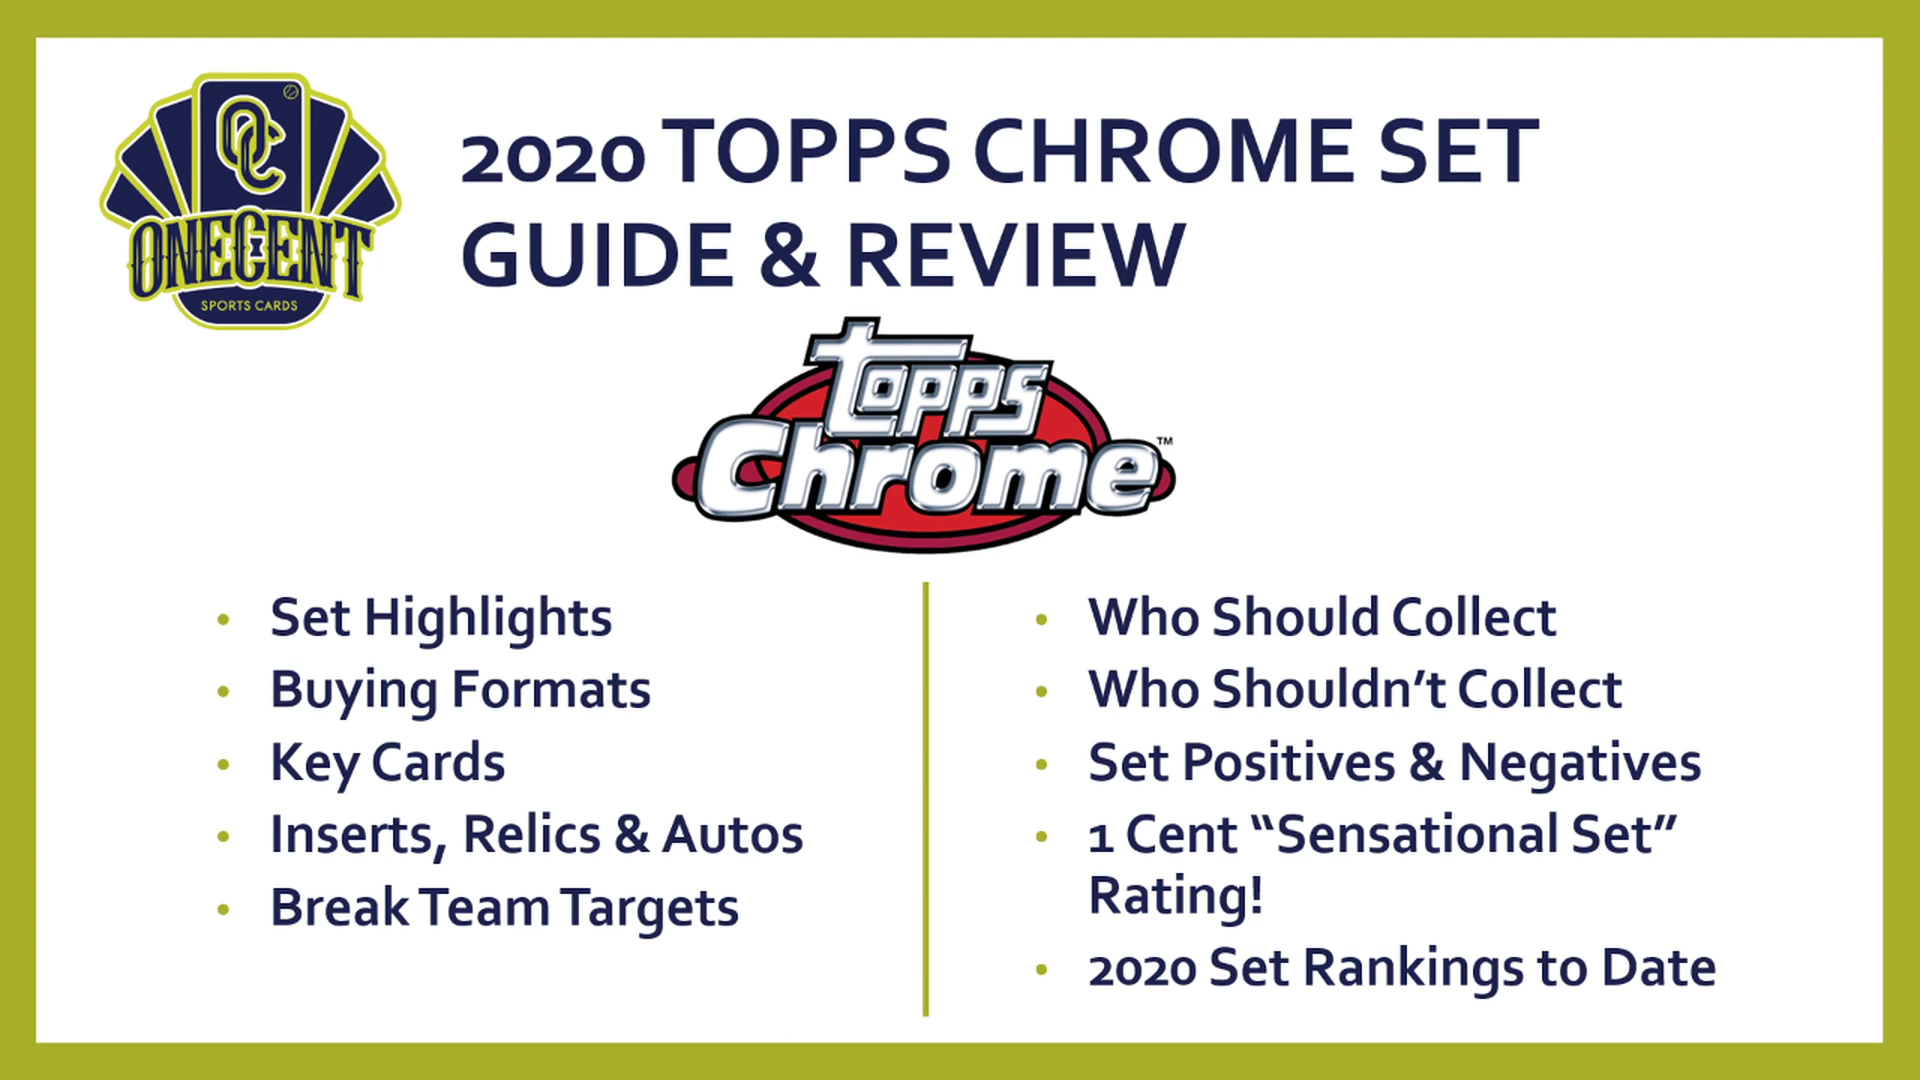 OC
ONECENT
SPORTS CARDS
2020 TOPPS CHROME SET
GUIDE & REVIEW
topps
Chrome™
• Set Highlights
• Buying Formats
• Key Cards
• Inserts, Relics & Autos
• Break Team Targets
• Who Should Collect
• Who Shouldn’t Collect
• Set Positives & Negatives
• 1 Cent “Sensational Set”
Rating!
• 2020 Set Rankings to Date